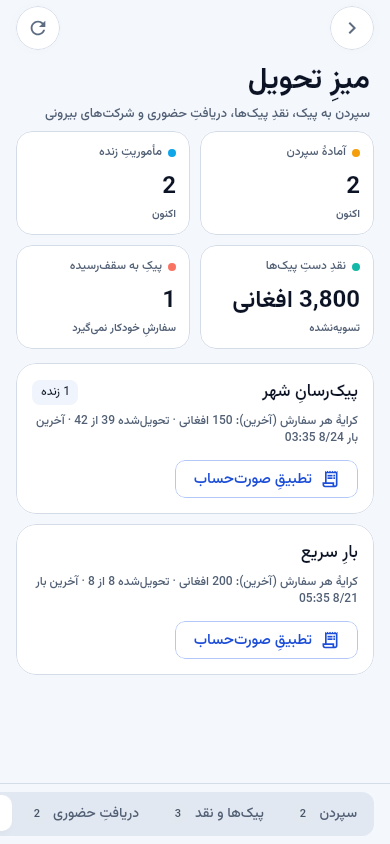 میزِ تحویل
سپردن به پیک، نقدِ پیک‌ها، دریافتِ حضوری و شرکت‌های بیرونی
آمادهٔ سپردن
2
اکنون
مأموریتِ زنده
2
اکنون
نقدِ دستِ پیک‌ها
3,800 افغانی
تسویه‌نشده
پیکِ به سقف‌رسیده
1
سفارشِ خودکار نمی‌گیرد
پیک‌رسانِ شهر
1 زنده
کرایهٔ هر سفارش (آخرین): 150 افغانی · تحویل‌شده 39 از 42 · آخرین
بار 8/24 03:35
تطبیقِ صورت‌حساب
بارِ سریع
کرایهٔ هر سفارش (آخرین): 200 افغانی · تحویل‌شده 8 از 8 · آخرین بار
8/21 05:35
تطبیقِ صورت‌حساب
سپردن 2
پیک‌ها و نقد 3
دریافتِ حضوری 2